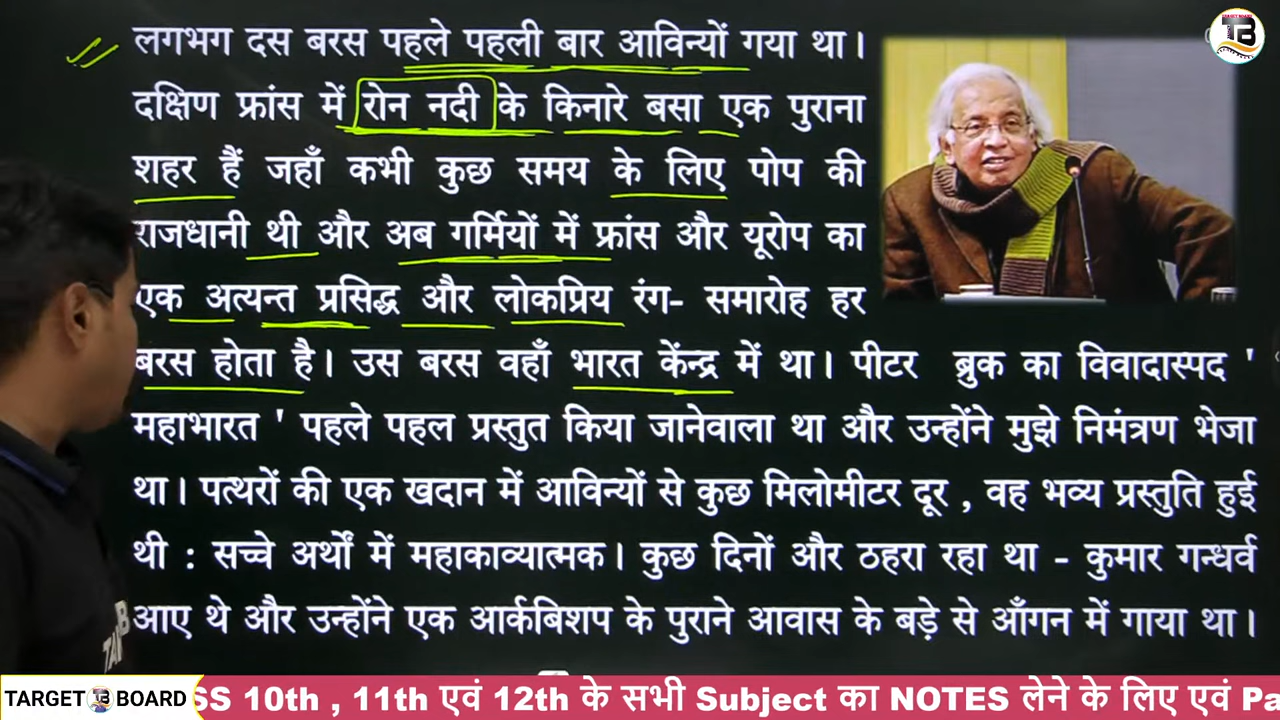 लगभग दस बरस पहले पहली बार आविन्यों गया था।
दक्षिण फ्रांस में रोन नदी के किनारे बसा एक पुराना
शहर हैं जहाँ कभी कुछ समय के लिए पोप की
राजधानी थी और अब गर्मियों में फ्रांस और यूरोप का
एक अत्यन्त प्रसिद्ध और लोकप्रिय रंग- समारोह हर
बरस होता है। उस बरस वहाँ भारत केंन्द्र में था। पीटर ब्रुक का विवादास्पद '
महाभारत ' पहले पहल प्रस्तुत किया जानेवाला था और उन्होंने मुझे निमंत्रण भेजा
था। पत्थरों की एक खदान में आविन्यों से कुछ मिलोमीटर दूर , वह भव्य प्रस्तुति हुई
थी : सच्चे अर्थों में महाकाव्यात्मक। कुछ दिनों और ठहरा रहा था - कुमार गन्धर्व
आए थे और उन्होंने एक आर्कबिशप के पुराने आवास के बड़े से आँगन में गाया था।
TARGET BOARD
TB
TARGET TB BOARD SS 10th , 11th एवं 12th के सभी Subject का NOTES लेने के लिए एवं Pa